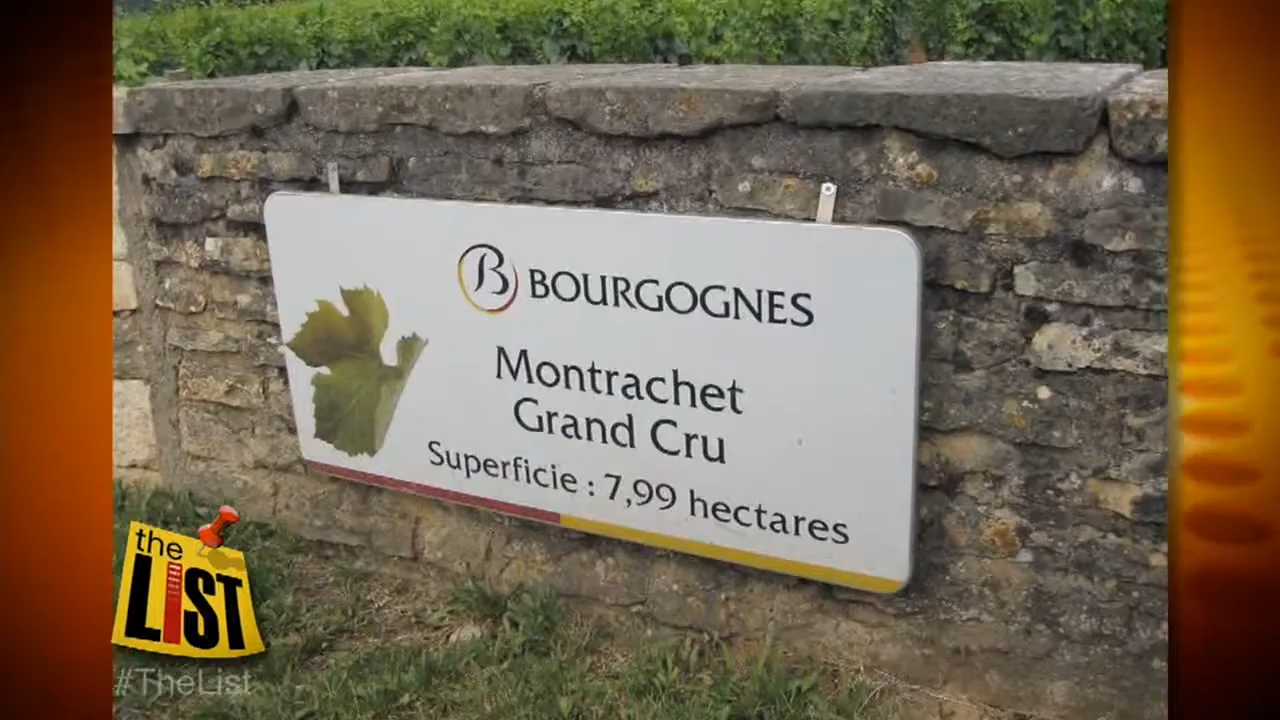 B BOURGOGNES
Montrachet
Grand Cru
Superficie : 7,99 hectares
the
LIST
#TheList